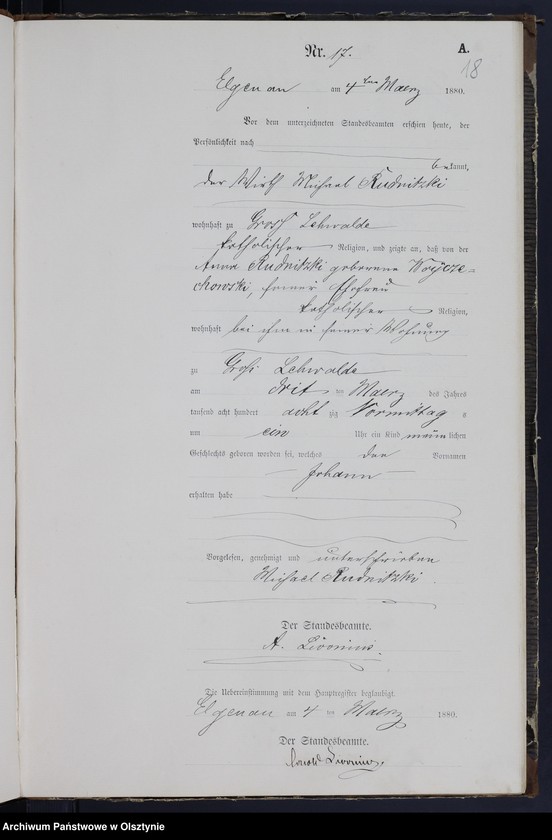 Nr. 17.
A.
18
Elgenau am 4ten Maerz 1880.
Vor dem unterzeichneten Standesbeamten erschien heute, der
Persönlichkeit nach
bekannt,
der Wirth Michael Rudnitzki
wohnhaft zu Gross Lehwalde
katholischer Religion, und zeigte an, daß von der
Anna Rudnitzki geborene Woycze=
chowski, seiner Ehefrau
katholischer Religion,
wohnhaft bei ihm in seiner Wohnung
zu Gross Lehwalde
am dritten Maerz des Jahres
tausend acht hundert achtzig Vormittag s
um ein Uhr ein Kind männlichen
Geschlechts geboren worden sei, welches den Vornamen
Johann
erhalten habe
Vorgelesen, genehmigt und unterschrieben
Michael Rudnitzki
Der Standesbeamte.
A. Livonius.
Die Uebereinstimmung mit dem Hauptregister beglaubigt.
Elgenau am 4 ten Maerz 1880.
Der Standesbeamte.
Livonius.
Archiwum Państwowe w Olsztynie